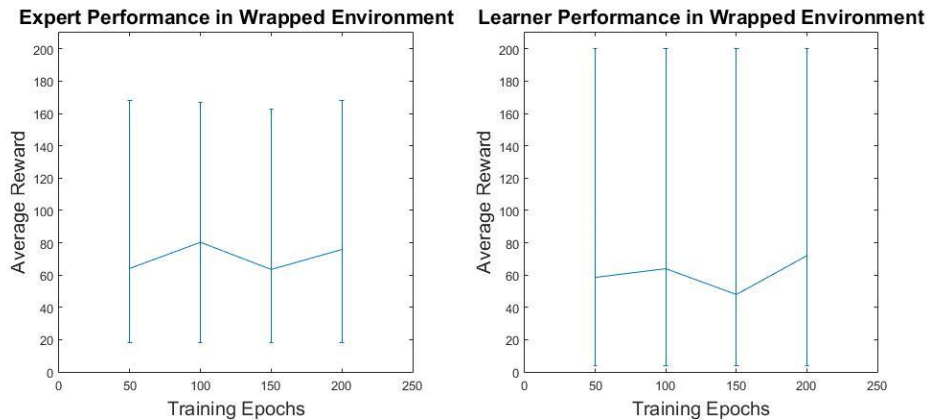 Expert Performance in Wrapped Environment
200
180
160
140
120
100
80
60
40
20
0
Average Reward
0 50 100 150 200 250
Training Epochs
Learner Performance in Wrapped Environment
200
180
160
140
120
100
80
60
40
20
0
Average Reward
0 50 100 150 200 250
Training Epochs